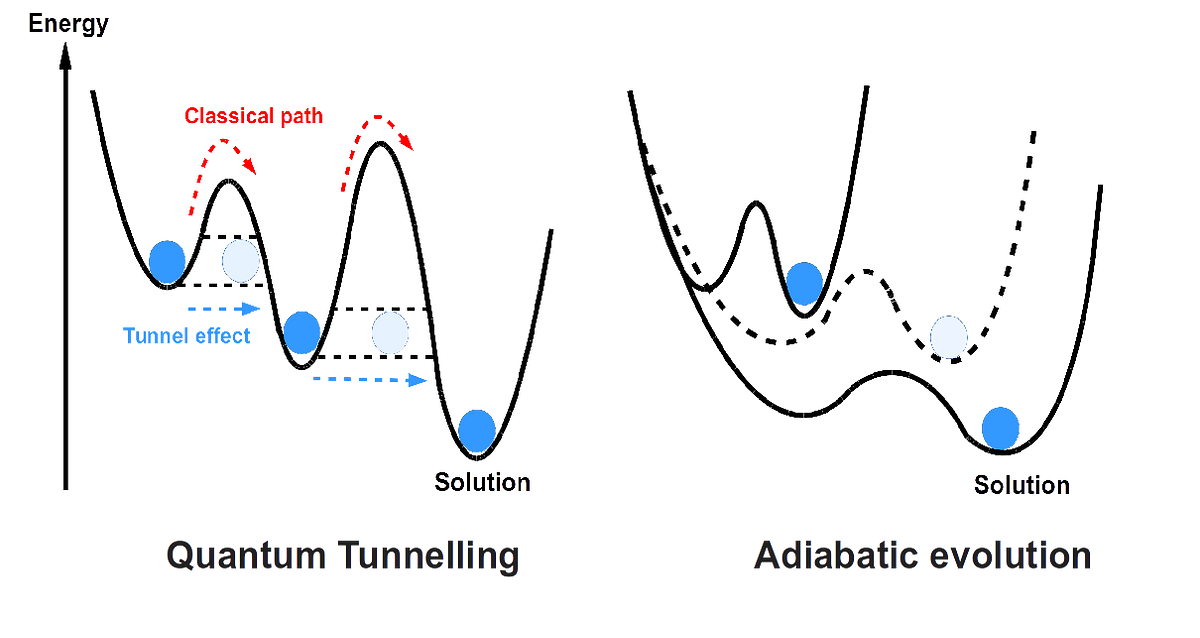 Energy
Classical path
Tunnel effect
Solution
Solution
Quantum Tunnelling
Adiabatic evolution